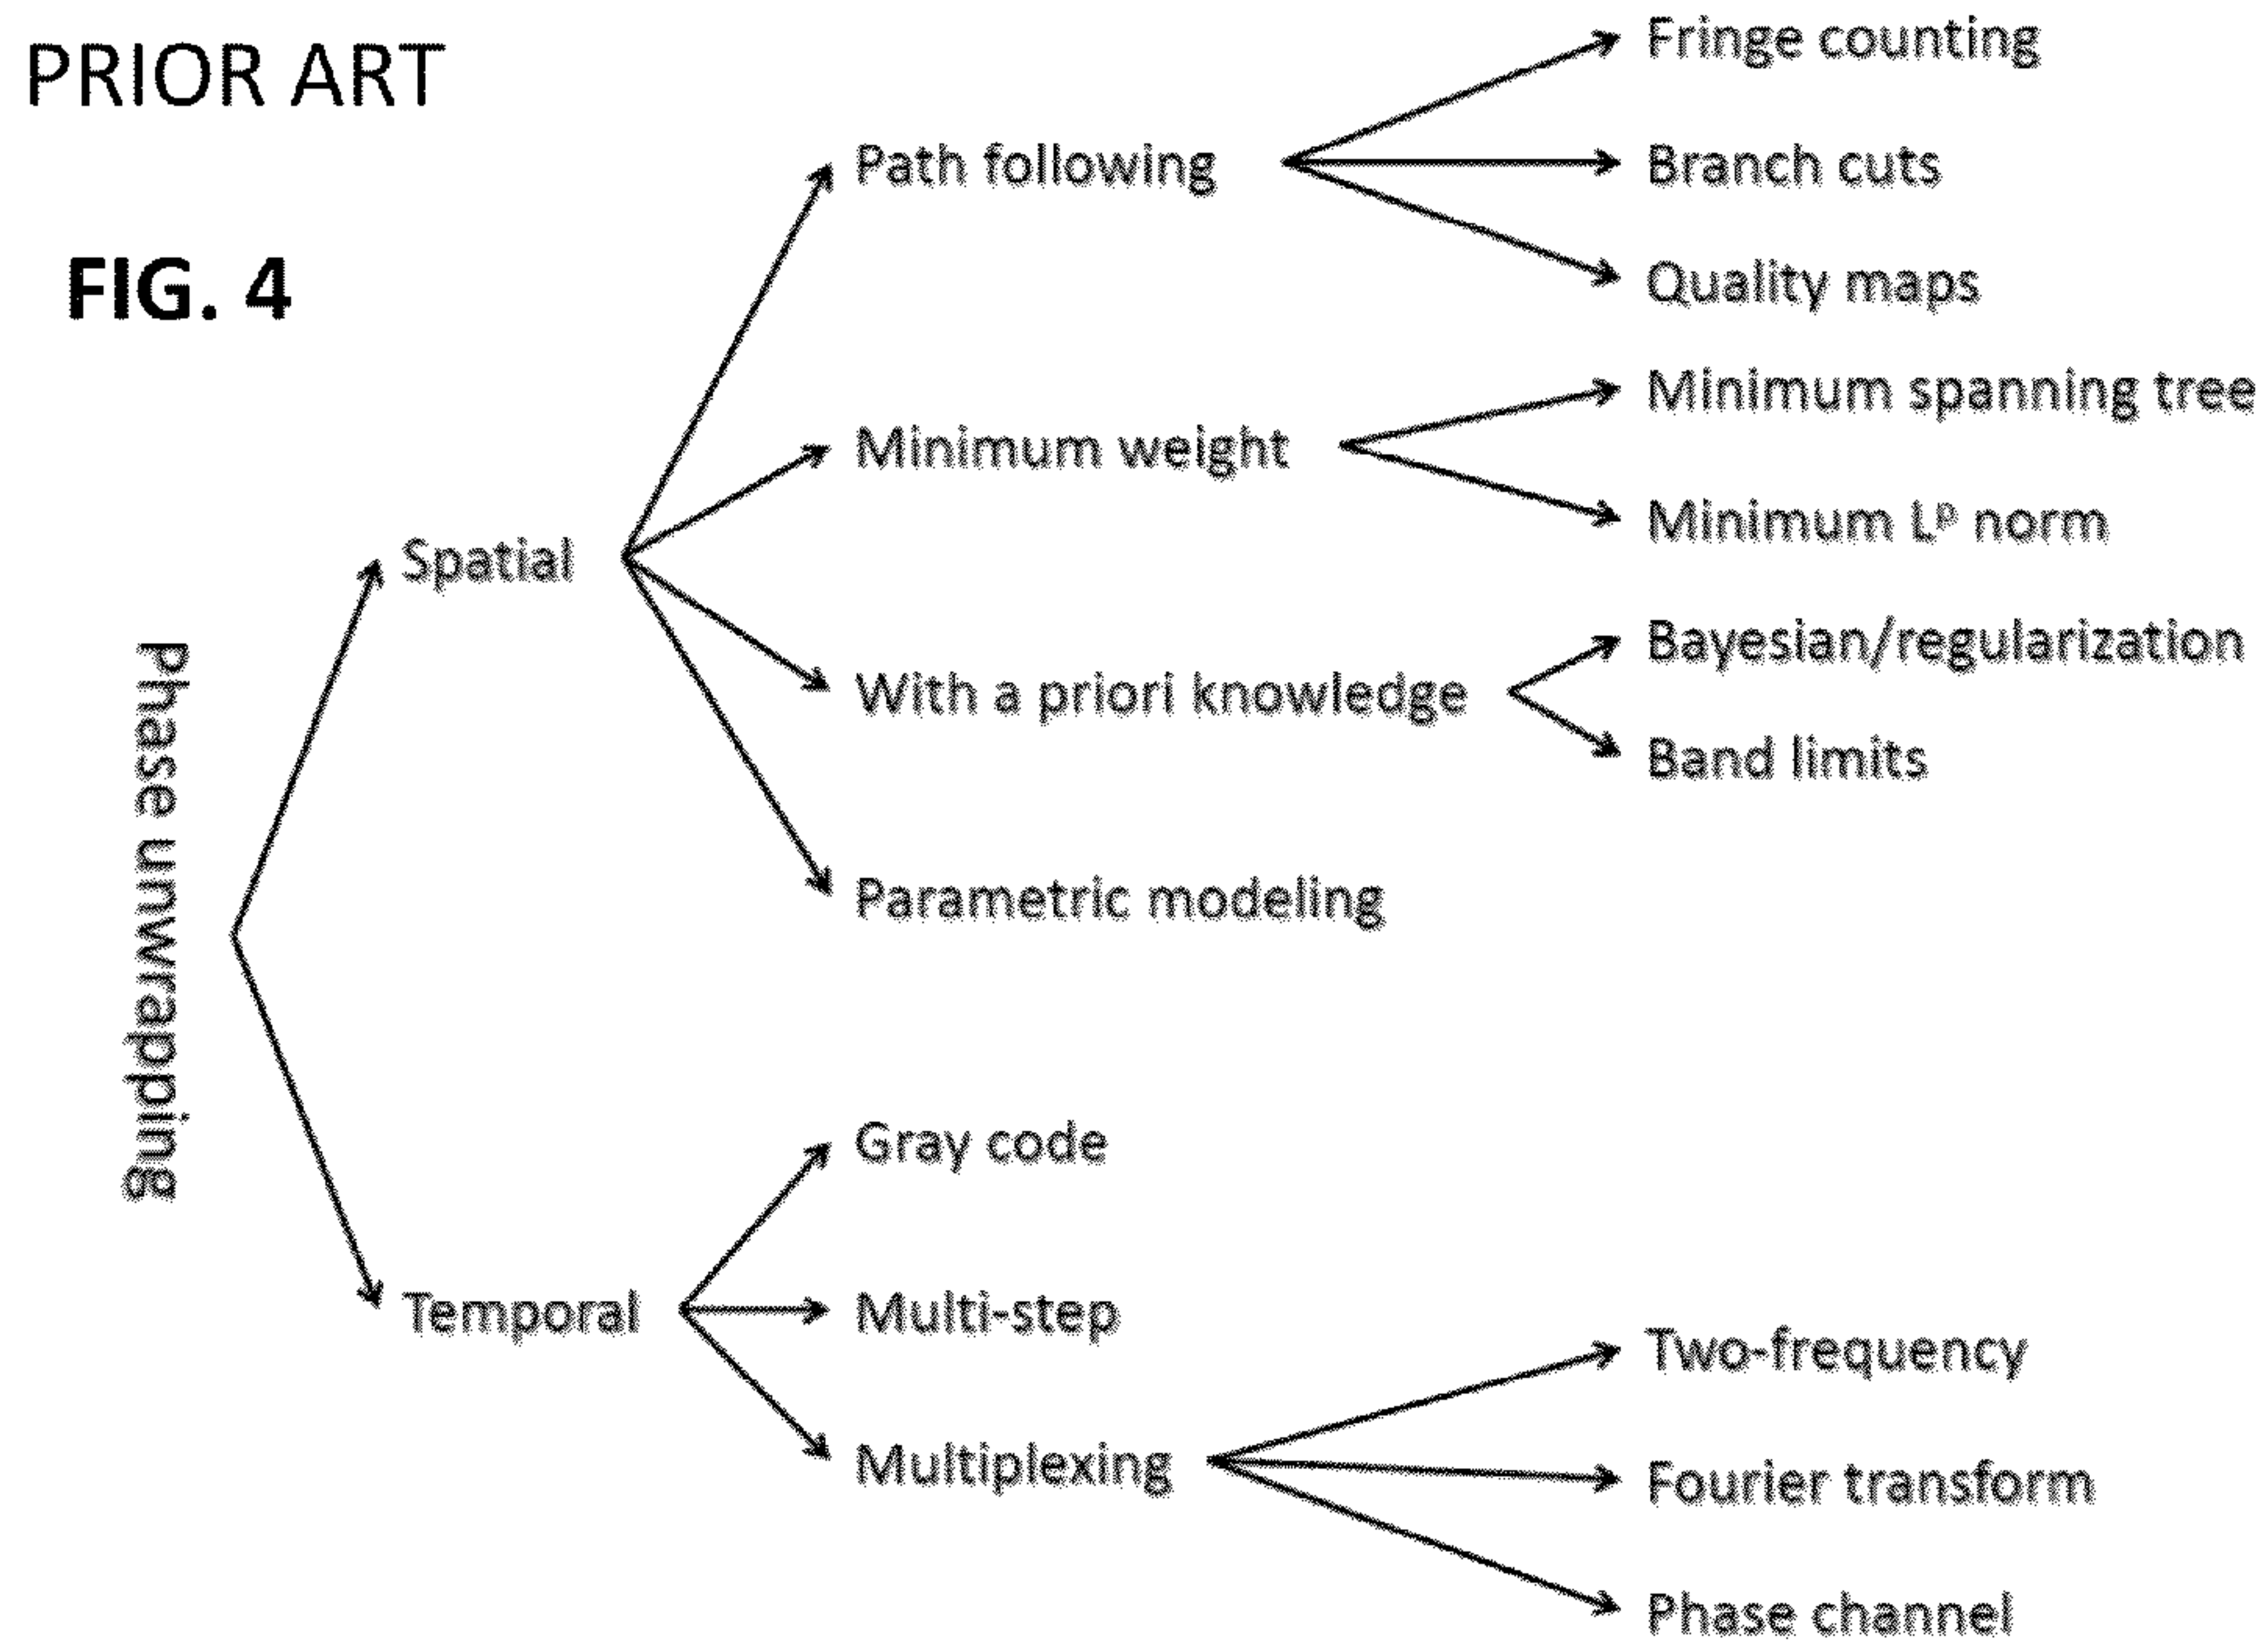 PRIOR ART
FIG. 4
Phase unwrapping
Spatial
Path following
Fringe counting
Branch cuts
Quality maps
Minimum weight
Minimum spanning tree
Minimum Lᵖ norm
With a priori knowledge
Bayesian/regularization
Band limits
Parametric modeling
Temporal
Gray code
Multi-step
Multiplexing
Two-frequency
Fourier transform
Phase channel